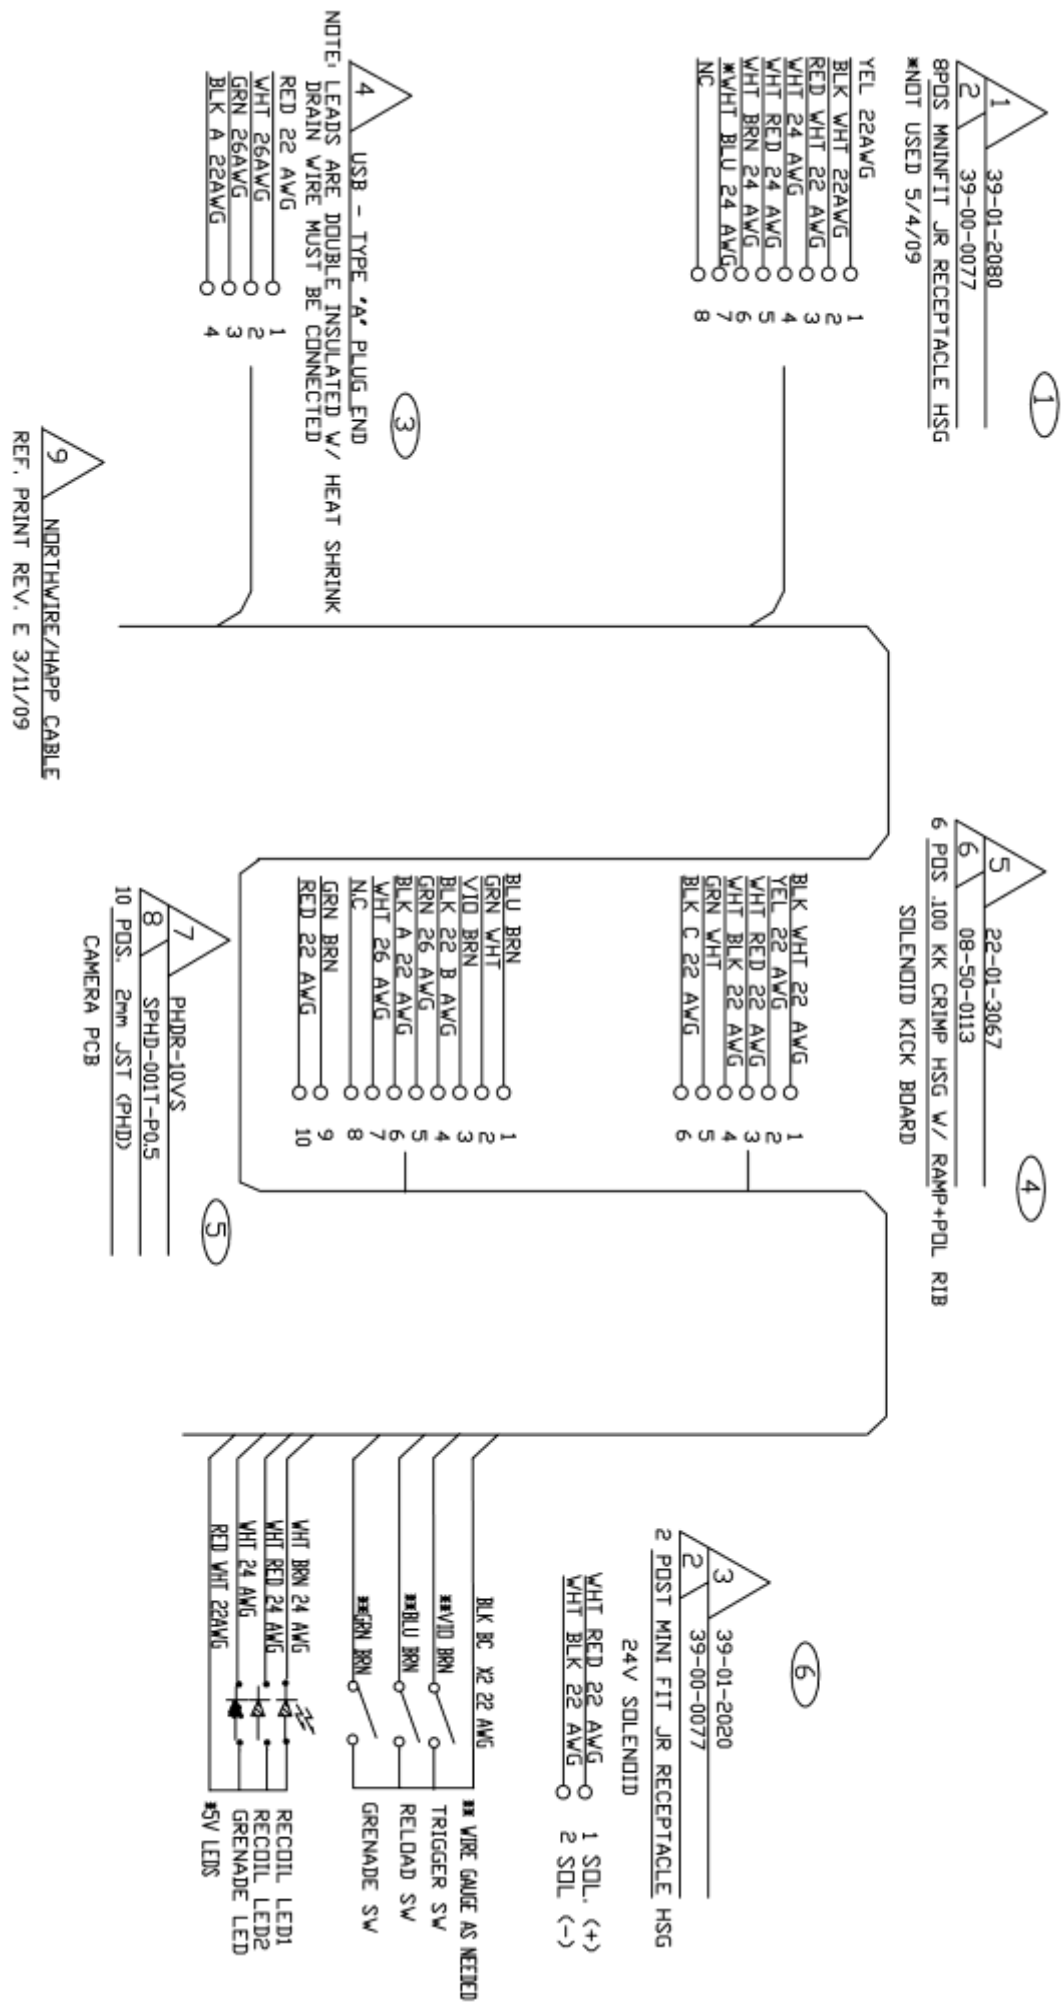 1
39-01-2080
2
39-00-0077
8POS MNINFIT JR RECEPTACLE HSG
*NOT USED 5/4/09
1
YEL 22AWG 1
BLK WHT 22AWG 2
RED WHT 22 AWG 3
WHT 24 AWG 4
WHT RED 24 AWG 5
WHT BRN 24 AWG 6
*WHT BLU 24 AWG 7
NC 8
3
4
USB - TYPE "A" PLUG END
NOTE: LEADS ARE DOUBLE INSULATED W/ HEAT SHRINK
DRAIN WIRE MUST BE CONNECTED
RED 22 AWG 1
WHT 26AWG 2
GRN 26AWG 3
BLK A 22AWG 4
9
NORTHWIRE/HAPP CABLE
REF. PRINT REV. E 3/11/09
5
22-01-3067
6
08-50-0113
6 POS .100 KK CRIMP HSG W/ RAMP+POL RIB
SOLENOID KICK BOARD
4
BLK WHT 22 AWG 1
YEL 22 AWG 2
WHT RED 22 AWG 3
WHT BLK 22 AWG 4
GRN WHT 5
BLK C 22 AWG 6
BLU BRN 1
GRN WHT 2
VIO BRN 3
BLK 22 B AWG 4
GRN 26 AWG 5
BLK A 22 AWG 6
WHT 26 AWG 7
N.C 8
GRN BRN 9
RED 22 AWG 10
5
7
PHDR-10VS
8
SPHD-001T-P0.5
10 POS. 2mm JST (PHD)
CAMERA PCB
3
39-01-2020
2
39-00-0077
2 POST MINI FIT JR RECEPTACLE HSG
24V SOLENOID
6
WHT RED 22 AWG 1 SOL. (+)
WHT BLK 22 AWG 2 SOL (-)
BLK BC X2 22 AWG
** WIRE GAUGE AS NEEDED
**VIO BRN TRIGGER SW
**BLU BRN RELOAD SW
**GRN BRN GRENADE SW
WHT BRN 24 AWG RECOIL LED1
WHT RED 24 AWG RECOIL LED2
WHT 24 AWG GRENADE LED
RED WHT 22AWG *5V LEDS